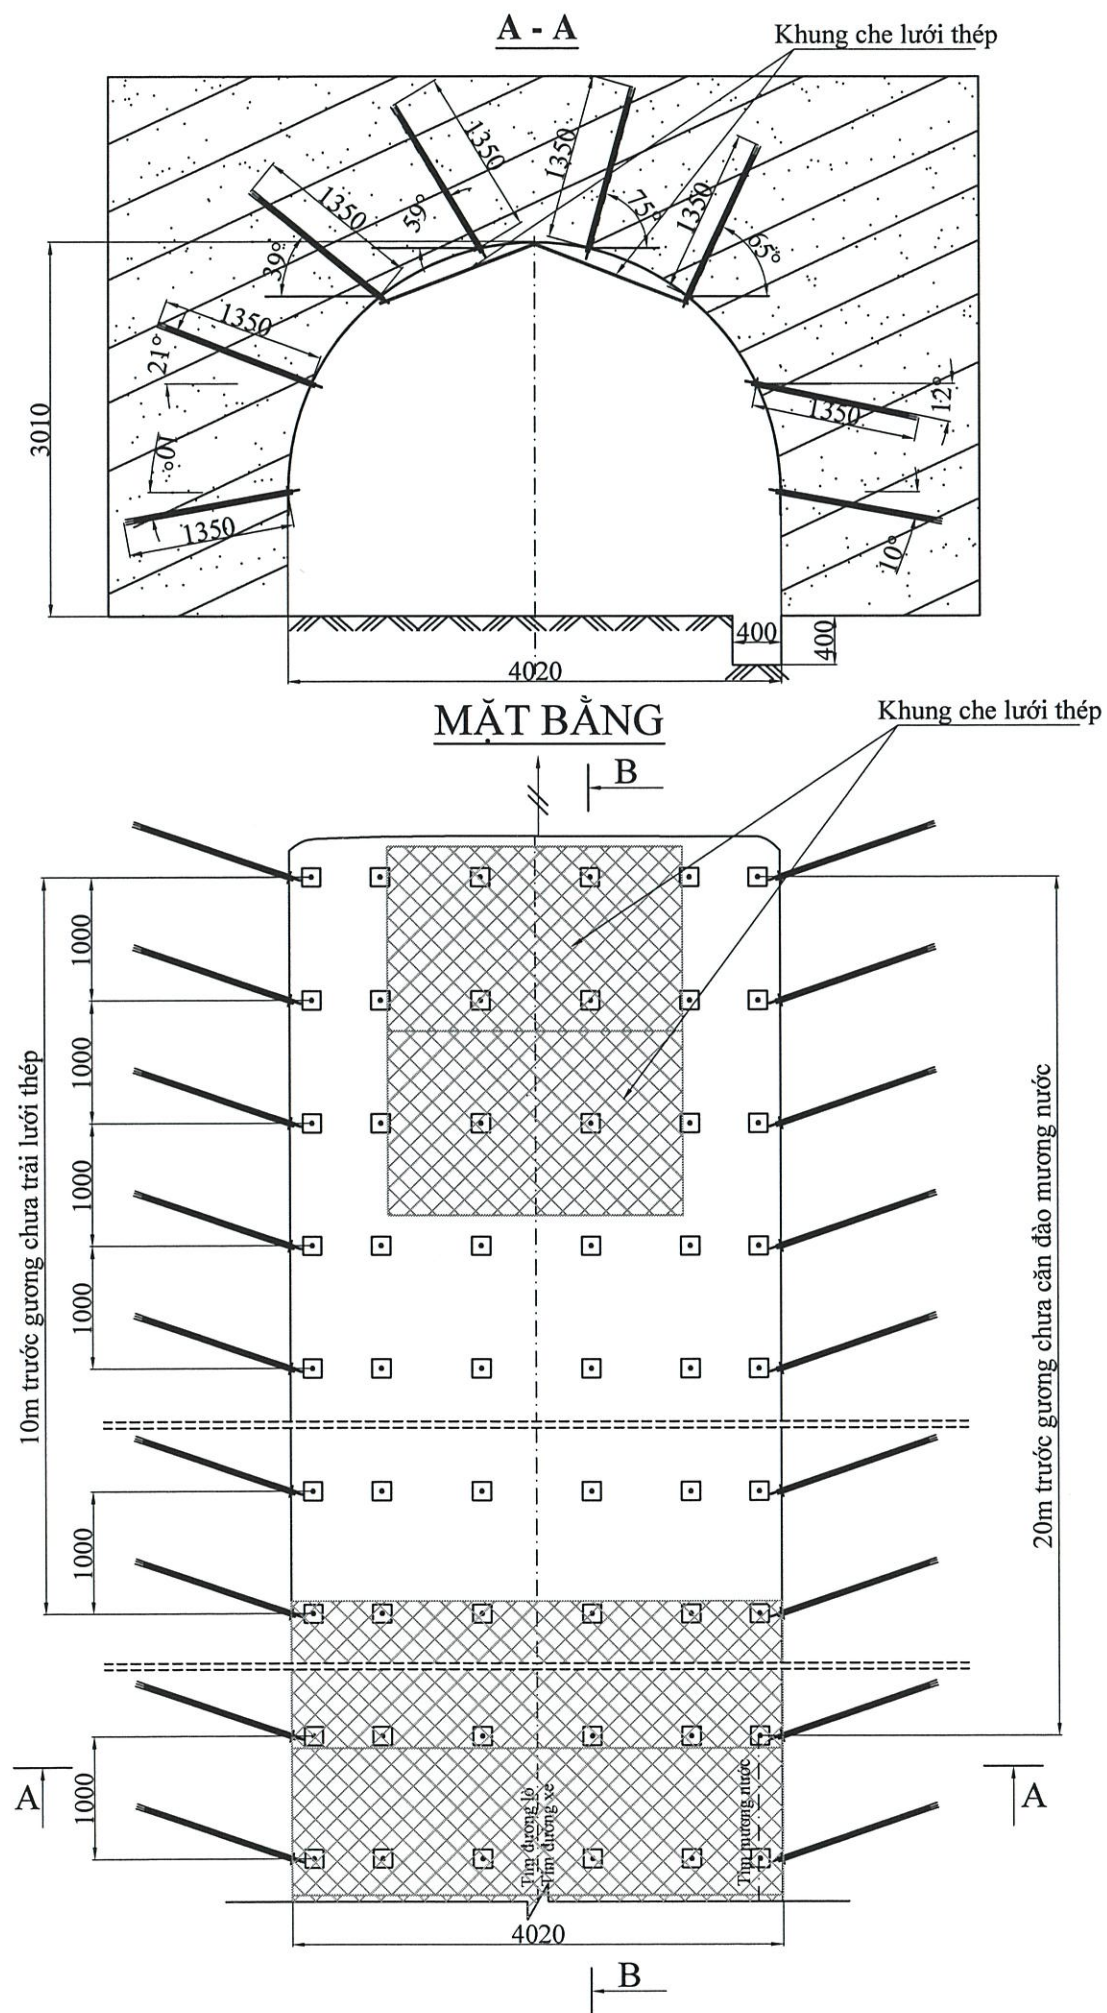 A - A
Khung che lưới thép
1350
1350
1350
1350
1350
59°
75°
65°
39°
1350
21°
12°
1350
3010
10°
1350
10°
400
400
4020
MẶT BẰNG
Khung che lưới thép
B
1000
1000
1000
1000
1000
1000
10m trước gương chưa trải lưới thép
20m trước gương chưa cần đào mương nước
A
A
Tim đường lò
Tim đường xe
Tim mương nước
4020
B